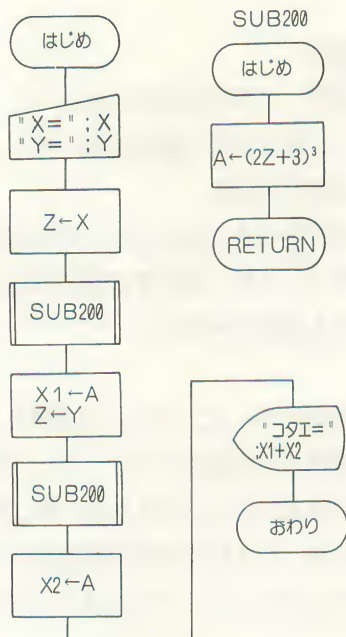 はじめ
" X= " ; X
" Y= " ; Y
Z←X
SUB200
X1←A
Z←Y
SUB200
X2←A
SUB200
はじめ
A←(2Z+3)³
RETURN
"コタエ="
;X1+X2
おわり